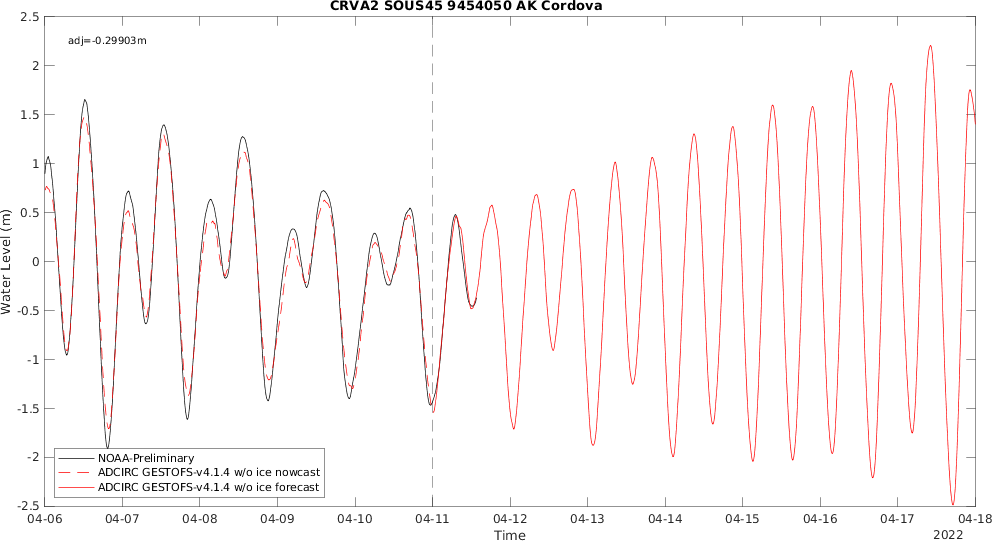 CRVA2 SOUS45 9454050 AK Cordova
adj=-0.29903m
2.5
2
1.5
1
0.5
0
-0.5
-1
-1.5
-2
-2.5
Water Level (m)
NOAA-Preliminary
ADCIRC GESTOFS-v4.1.4 w/o ice nowcast
ADCIRC GESTOFS-v4.1.4 w/o ice forecast
04-06 04-07 04-08 04-09 04-10 04-11 04-12 04-13 04-14 04-15 04-16 04-17 04-18
Time
2022